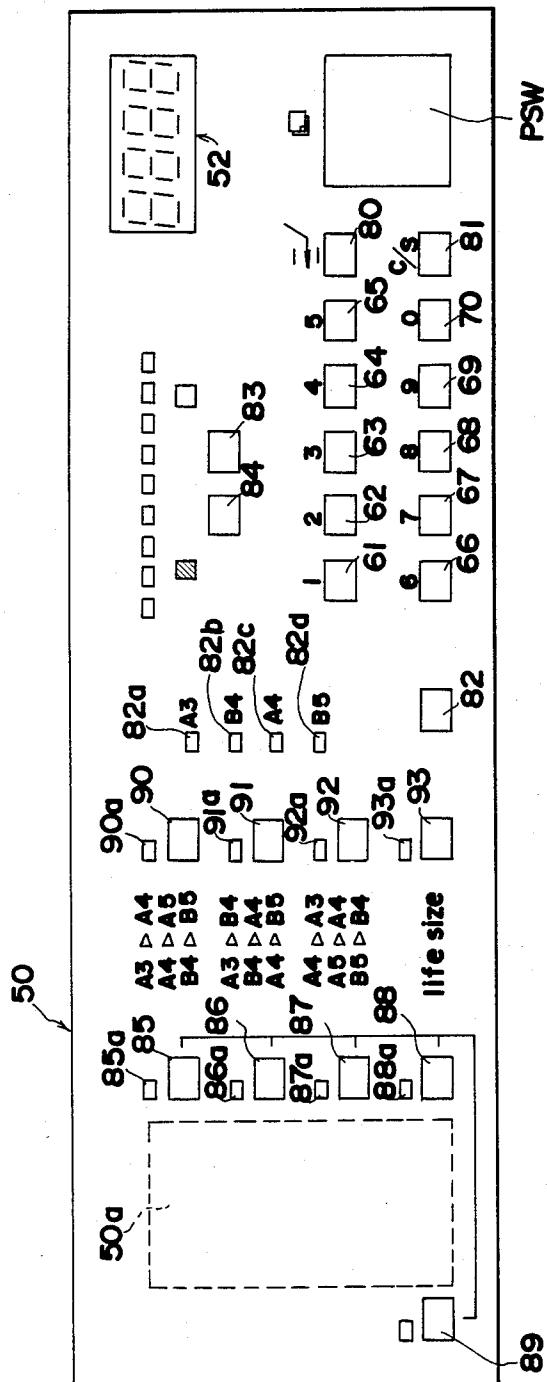 50
50a
85a
85
86a
86
87a
87
88a
88
89
A3 ▷ A4
A4 ▷ A5
B4 ▷ B5
A3 ▷ B4
B4 ▷ A4
A4 ▷ B5
A4 ▷ A3
A5 ▷ A4
B5 ▷ B4
life size
90a
90
91a
91
92a
92
93a
93
82a
A3
82b
B4
82c
A4
82d
B5
82
84
83
52
1 2 3 4 5
61 62 63 64 65 80
6 7 8 9 0 C/S
66 67 68 69 70 81
PSW